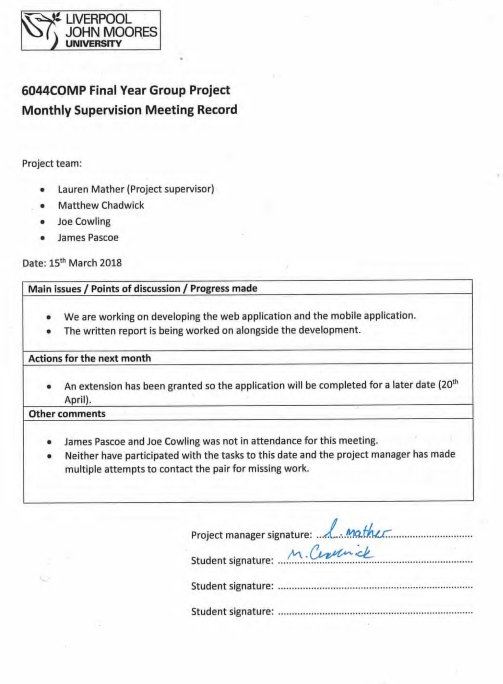 LIVERPOOL
JOHN MOORES
UNIVERSITY
6044COMP Final Year Group Project
Monthly Supervision Meeting Record
Project team:
• Lauren Mather (Project supervisor)
• Matthew Chadwick
• Joe Cowling
• James Pascoe
Date: 15th March 2018
Main issues / Points of discussion / Progress made
• We are working on developing the web application and the mobile application.
• The written report is being worked on alongside the development.
Actions for the next month
• An extension has been granted so the application will be completed for a later date (20th
April).
Other comments
• James Pascoe and Joe Cowling was not in attendance for this meeting.
• Neither have participated with the tasks to this date and the project manager has made
multiple attempts to contact the pair for missing work.
Project manager signature: L. Mather
Student signature: M. Chadwick
Student signature:
Student signature: